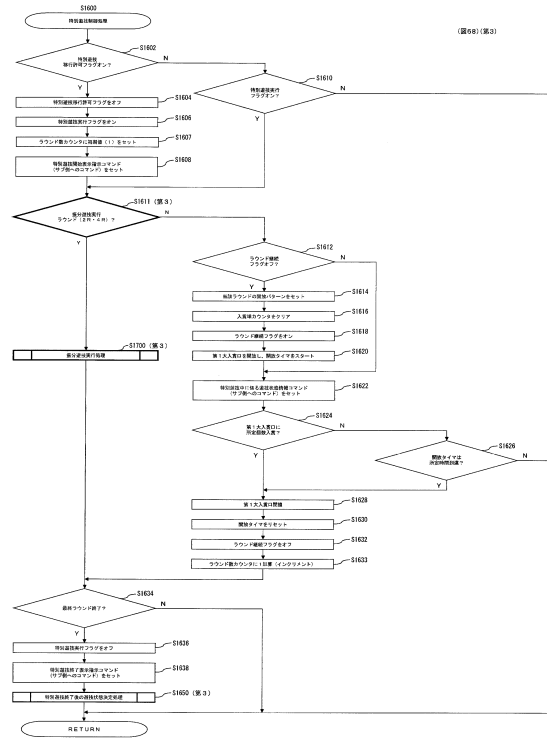 S1600
特別遊技制御処理
(図68)(第3)
S1602
特別遊技
移行許可フラグオン?
N
Y
S1610
特別遊技実行
フラグオン?
N
Y
S1604
特別遊技移行許可フラグをオフ
S1606
特別遊技実行フラグをオン
S1607
ラウンド数カウンタに初期値(1)をセット
S1608
特別遊技開始表示指示コマンド
(サブ側へのコマンド)をセット
S1611 (第3)
振分遊技実行
ラウンド(2R・4R)?
N
Y
S1612
ラウンド継続
フラグオフ?
N
Y
S1614
当該ラウンドの開放パターンをセット
S1616
入賞球カウンタをクリア
S1618
ラウンド継続フラグをオン
S1620
第1大入賞口を開放し、開放タイマをスタート
S1700 (第3)
振分遊技実行処理
S1622
特別遊技中に係る遊技状態情報コマンド
(サブ側へのコマンド)をセット
S1624
第1大入賞口に
所定個数入賞?
N
Y
S1626
開放タイマは
所定時間到達?
N
Y
S1628
第1大入賞口閉鎖
S1630
開放タイマをリセット
S1632
ラウンド継続フラグをオフ
S1633
ラウンド数カウンタに1加算(インクリメント)
S1634
最終ラウンド終了?
N
Y
S1636
特別遊技実行フラグをオフ
S1638
特別遊技終了表示指示コマンド
(サブ側へのコマンド)をセット
S1650 (第3)
特別遊技終了後の遊技状態決定処理
RETURN